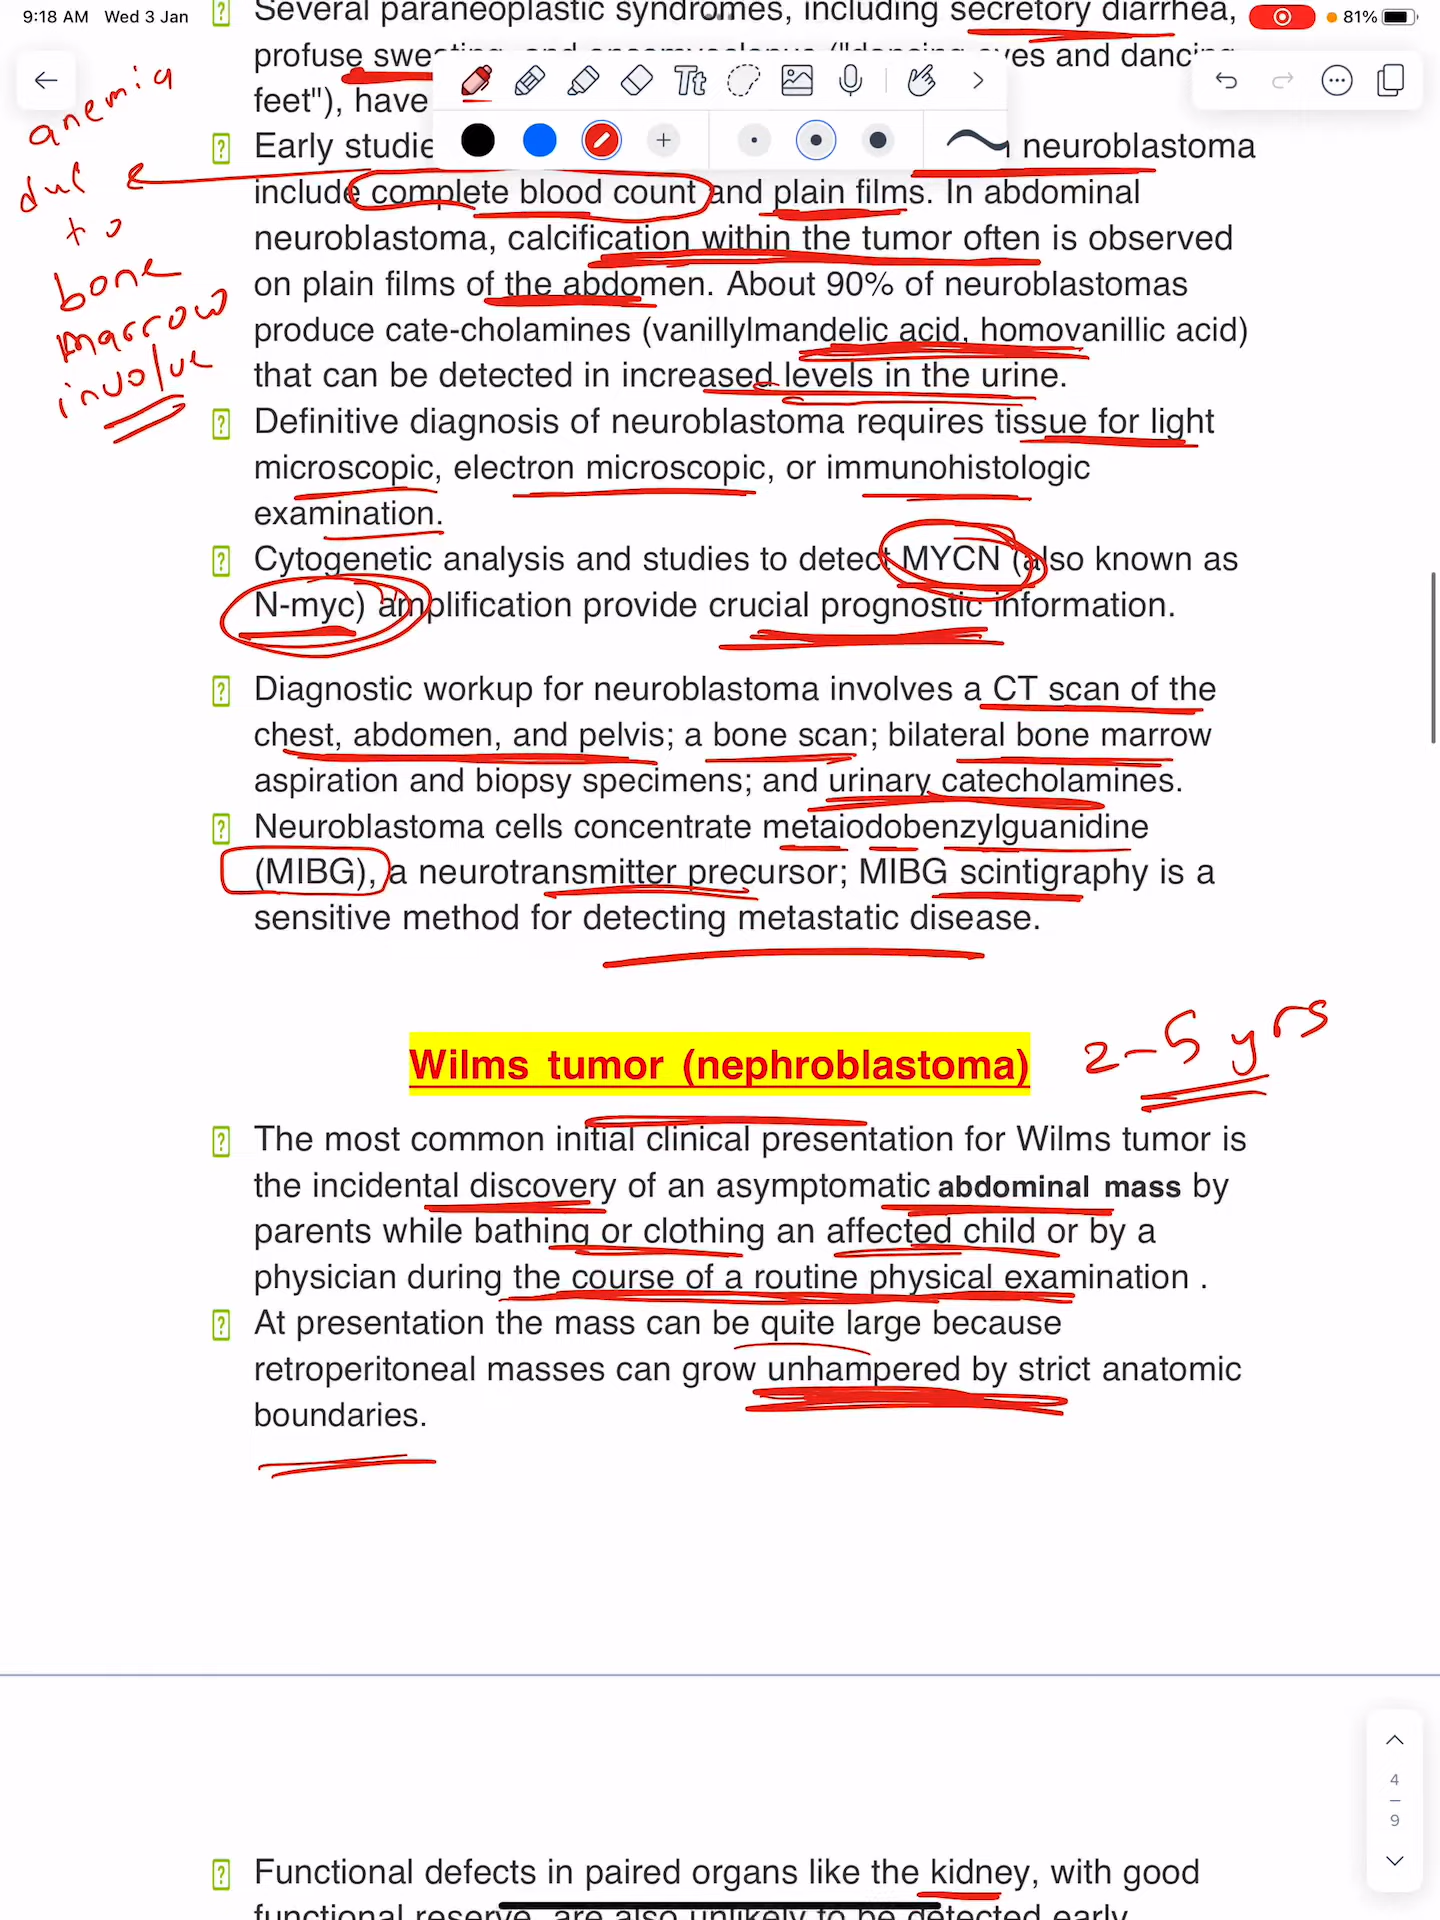 9:18 AM Wed 3 Jan
81%
Several paraneoplastic syndromes, including secretory diarrhea,
feet"), have
Tt
anemia
due
to
bone
marrow
involve
neuroblastoma
include complete blood count and plain films. In abdominal
neuroblastoma, calcification within the tumor often is observed
on plain films of the abdomen. About 90% of neuroblastomas
produce cate-cholamines (vanillylmandelic acid, homovanillic acid)
that can be detected in increased levels in the urine.
Definitive diagnosis of neuroblastoma requires tissue for light
microscopic, electron microscopic, or immunohistologic
examination.
Cytogenetic analysis and studies to detect MYCN (also known as
N-myc) amplification provide crucial prognostic information.
Diagnostic workup for neuroblastoma involves a CT scan of the
chest, abdomen, and pelvis; a bone scan; bilateral bone marrow
aspiration and biopsy specimens; and urinary catecholamines.
Neuroblastoma cells concentrate metaiodobenzylguanidine
(MIBG), a neurotransmitter precursor; MIBG scintigraphy is a
sensitive method for detecting metastatic disease.
Wilms tumor (nephroblastoma)
2-5 yrs
The most common initial clinical presentation for Wilms tumor is
the incidental discovery of an asymptomatic abdominal mass by
parents while bathing or clothing an affected child or by a
physician during the course of a routine physical examination .
At presentation the mass can be quite large because
retroperitoneal masses can grow unhampered by strict anatomic
boundaries.
4
9
Functional defects in paired organs like the kidney, with good
functional reserve, are also unlikely to be detected early